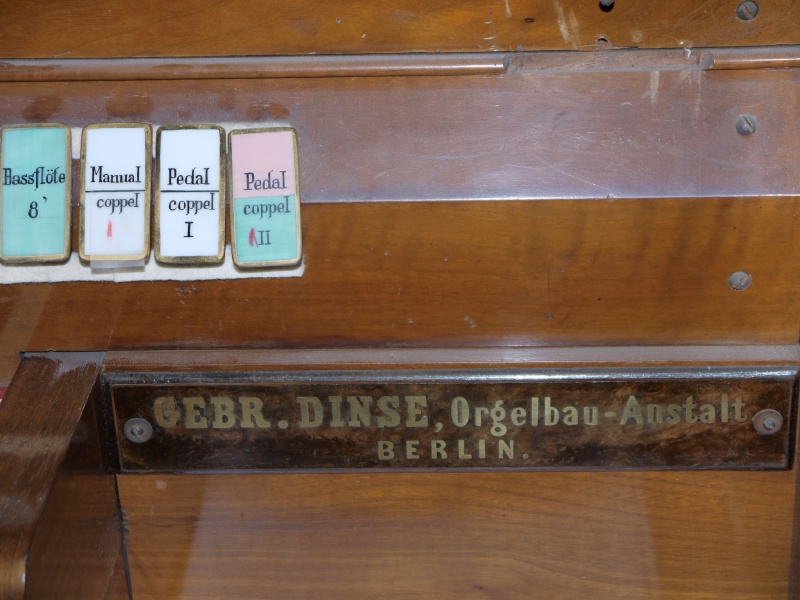 Bassflöte
8'
Manual
coppel
Pedal
coppel
I
Pedal
coppel
II
GEBR. DINSE, Orgelbau-Anstalt
BERLIN.